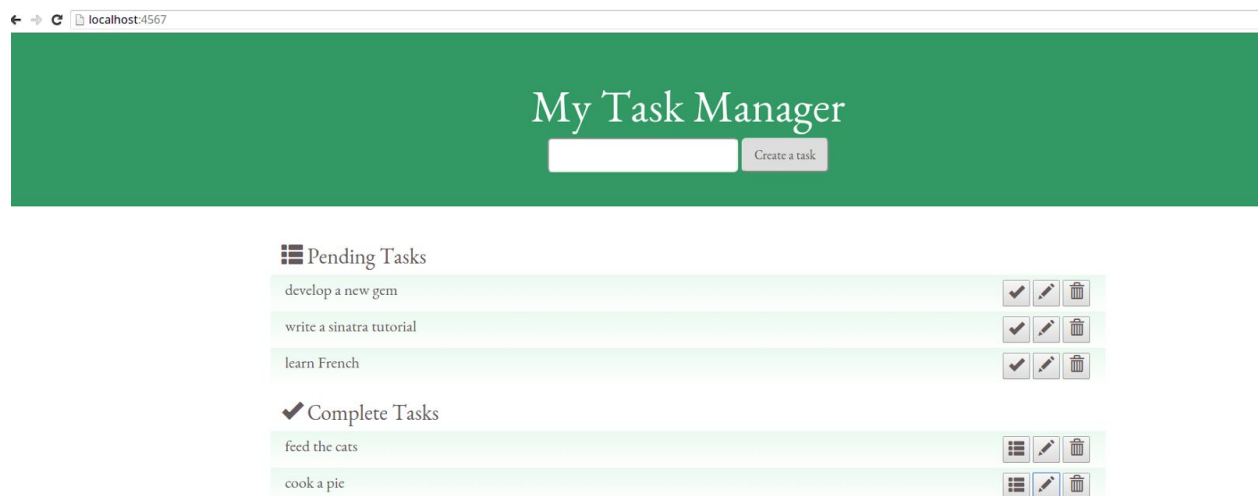 localhost:4567
My Task Manager
Create a task
Pending Tasks
develop a new gem
write a sinatra tutorial
learn French
Complete Tasks
feed the cats
cook a pie